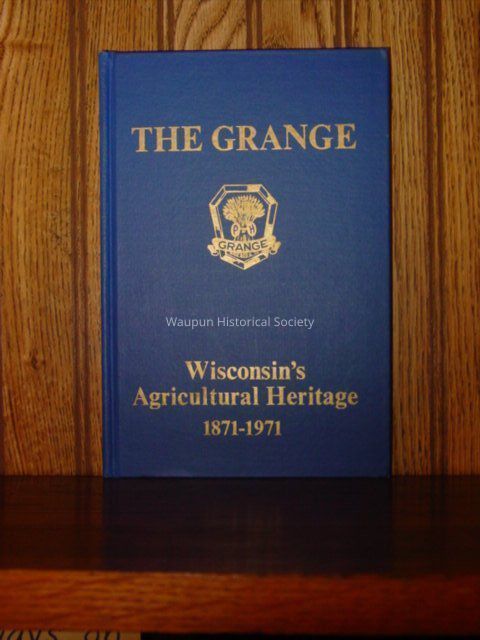 THE GRANGE
GRANGE
Waupun Historical Society
Wisconsin's
Agricultural Heritage
1871-1971